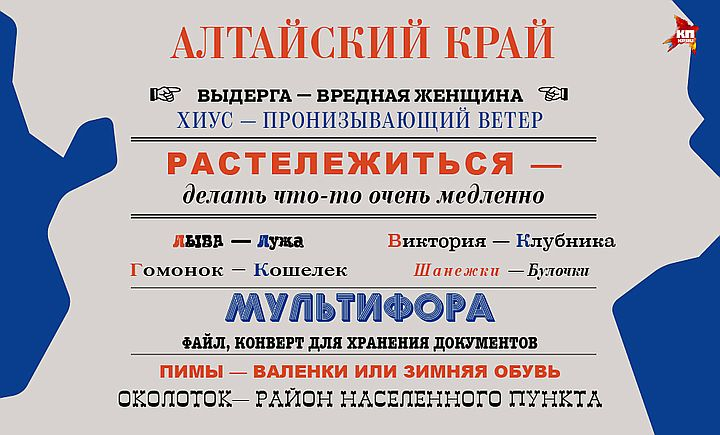 АЛТАЙСКИЙ КРАЙ
КП
ВЫДЕРГА — ВРЕДНАЯ ЖЕНЩИНА
ХИУС — ПРОНИЗЫВАЮЩИЙ ВЕТЕР
РАСТЕЛЕЖИТЬСЯ —
делать что-то очень медленно
ЛЫВА — Лужа
Виктория — Клубника
Гомонок — Кошелек
Шанежки — Булочки
МУЛЬТИФОРА
ФАЙЛ, КОНВЕРТ ДЛЯ ХРАНЕНИЯ ДОКУМЕНТОВ
ПИМЫ — ВАЛЕНКИ ИЛИ ЗИМНЯЯ ОБУВЬ
ОКОЛОТОК— РАЙОН НАСЕЛЕННОГО ПУНКТА